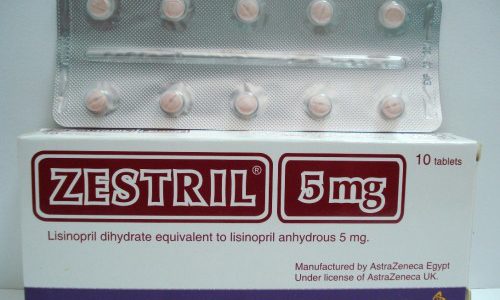 ZESTRIL® 5 mg 10 tablets
Lisinopril dihydrate equivalent to lisinopril anhydrous 5 mg.
Manufactured by AstraZeneca Egypt
Under license of AstraZeneca UK.